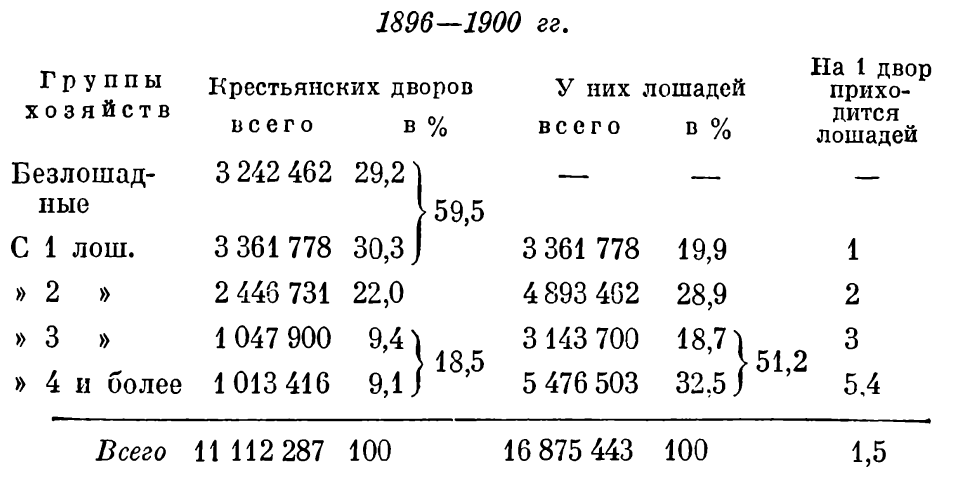 1896—1900 гг.
Группы хозяйств Крестьянских дворов У них лошадей На 1 двор приходится лошадей
всего в % всего в %
Безлошад-
ные 3 242 462 29,2 — — —
59,5
С 1 лош. 3 361 778 30,3 3 361 778 19,9 1
» 2 » 2 446 731 22,0 4 893 462 28,9 2
» 3 » 1 047 900 9,4 3 143 700 18,7 3
18,5 51,2
» 4 и более 1 013 416 9,1 5 476 503 32,5 5,4
Всего 11 112 287 100 16 875 443 100 1,5